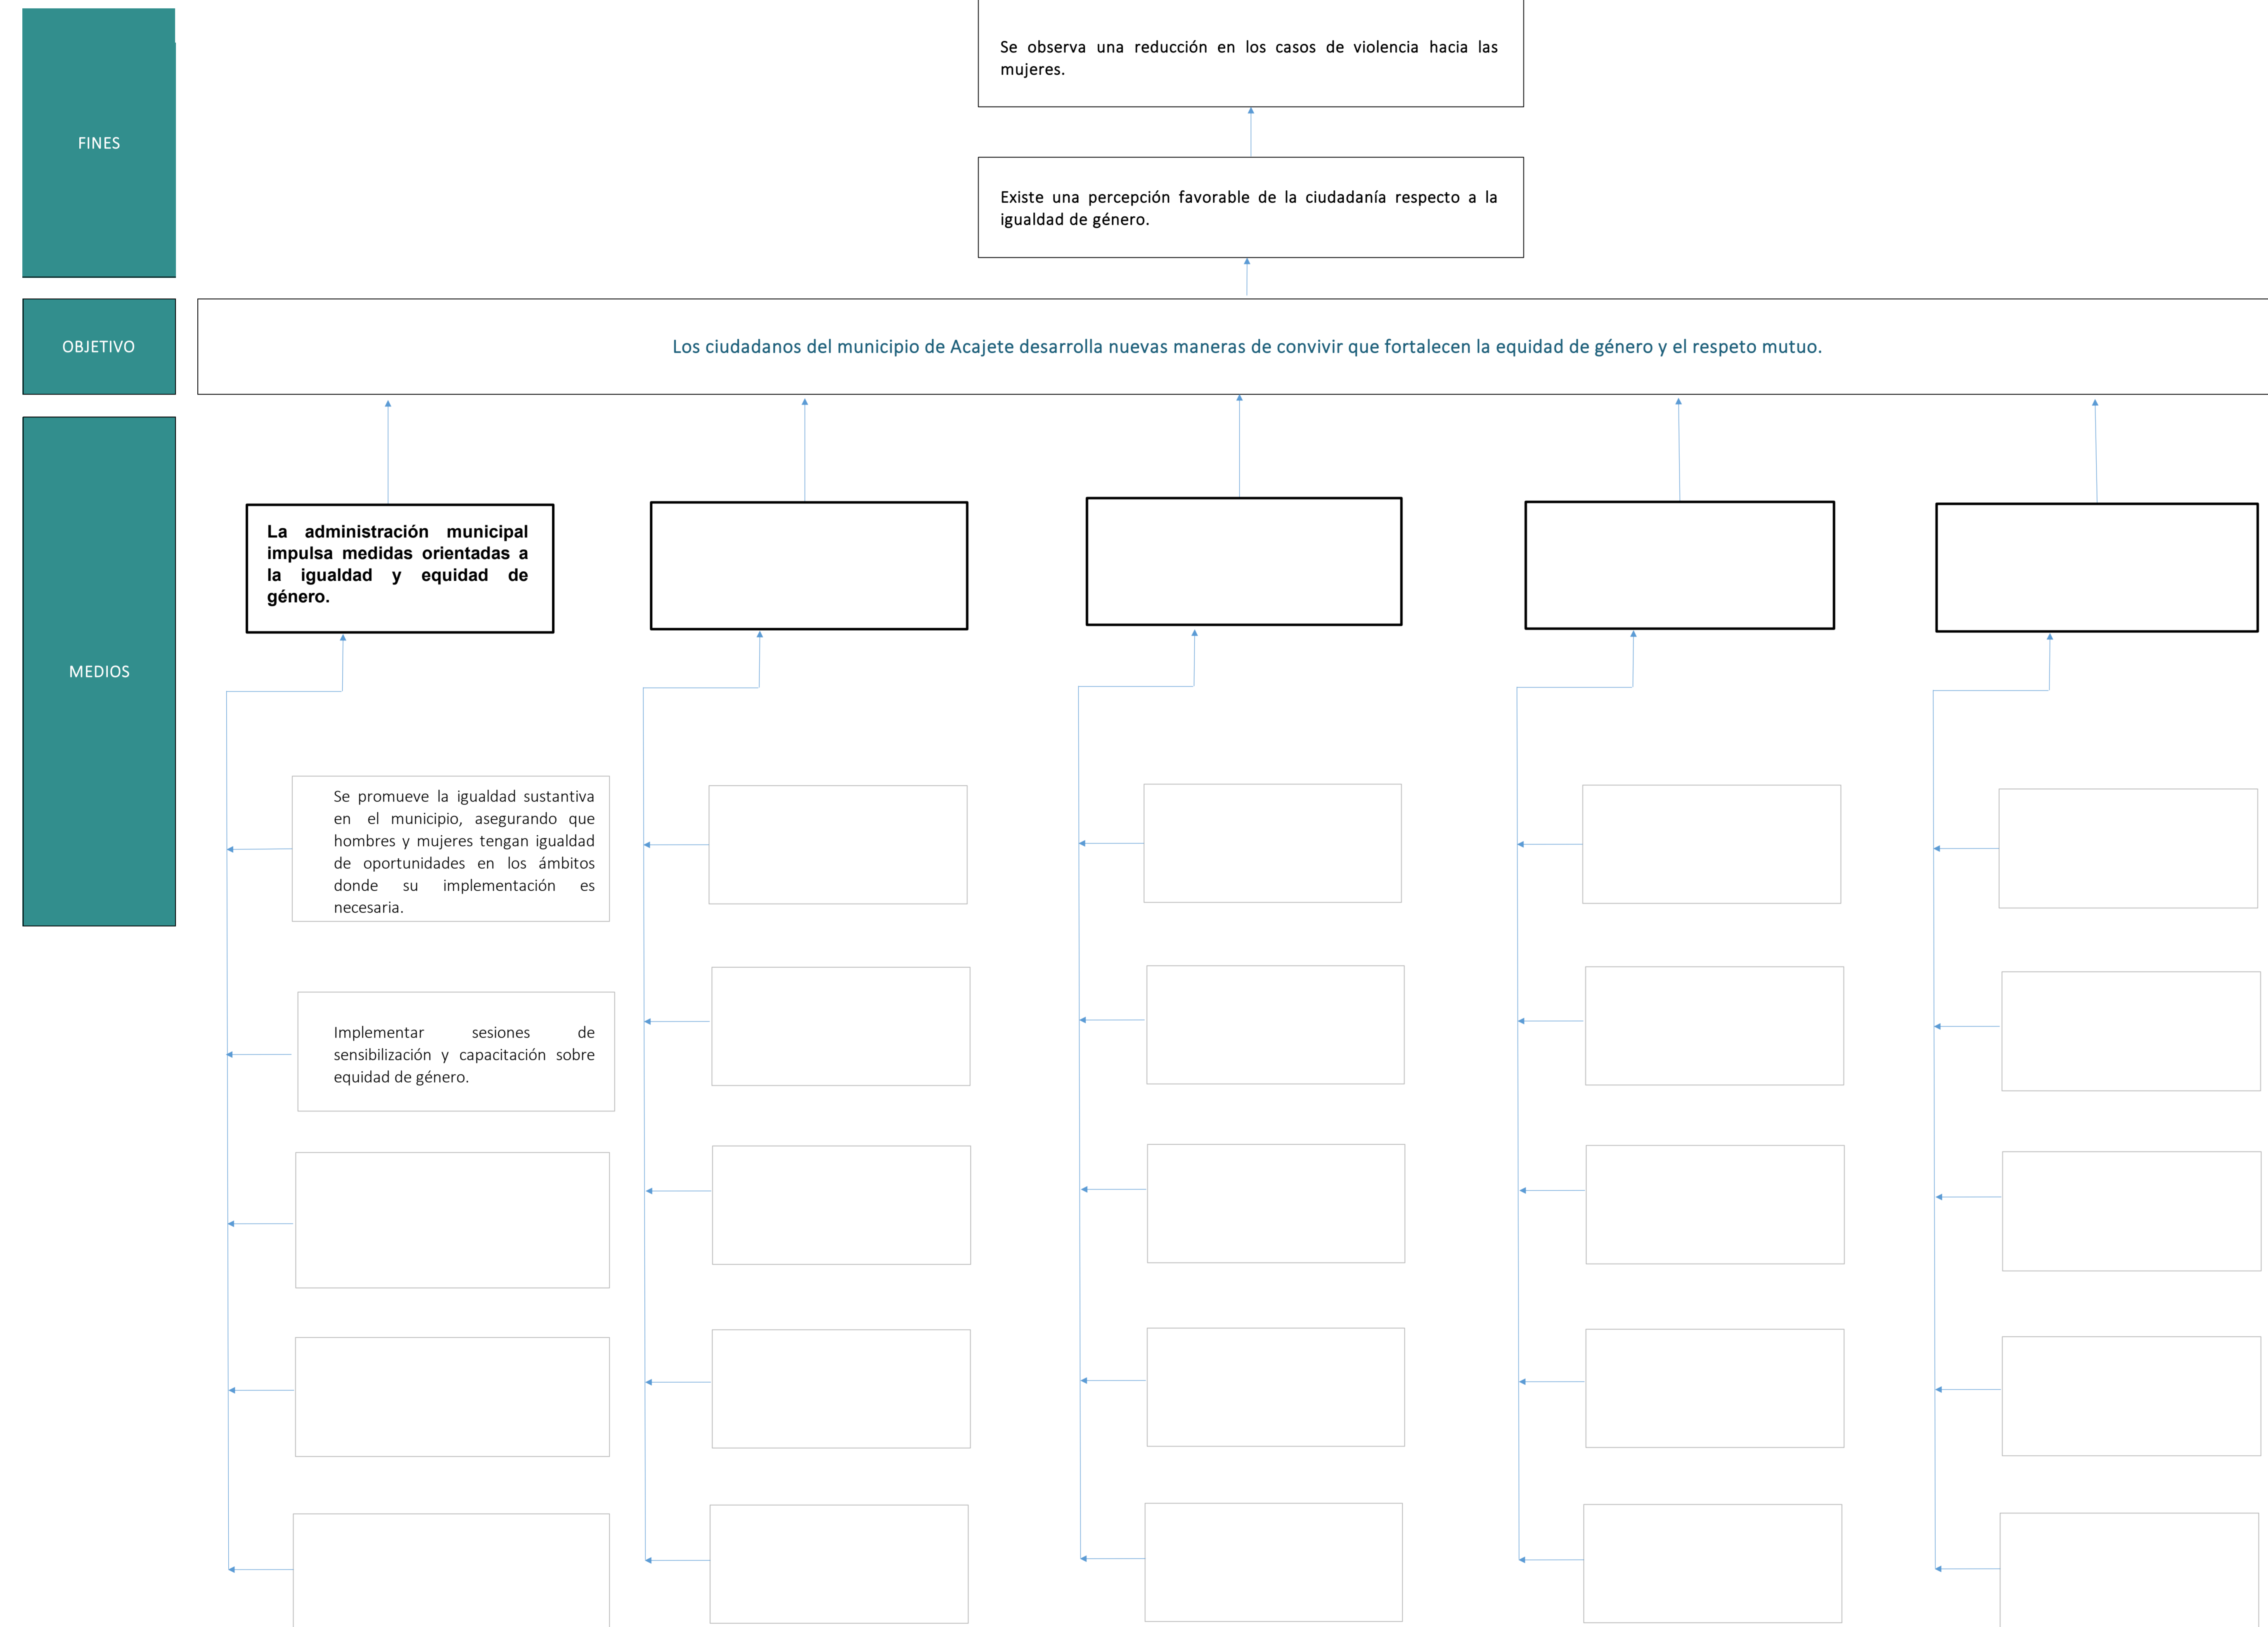 FINES
Se observa una reducción en los casos de violencia hacia las
mujeres.
Existe una percepción favorable de la ciudadanía respecto a la
igualdad de género.
OBJETIVO
Los ciudadanos del municipio de Acajete desarrolla nuevas maneras de convivir que fortalecen la equidad de género y el respeto mutuo.
MEDIOS
La administración municipal
impulsa medidas orientadas a
la igualdad y equidad de
género.
Se promueve la igualdad sustantiva
en el municipio, asegurando que
hombres y mujeres tengan igualdad
de oportunidades en los ámbitos
donde su implementación es
necesaria.
Implementar sesiones de
sensibilización y capacitación sobre
equidad de género.